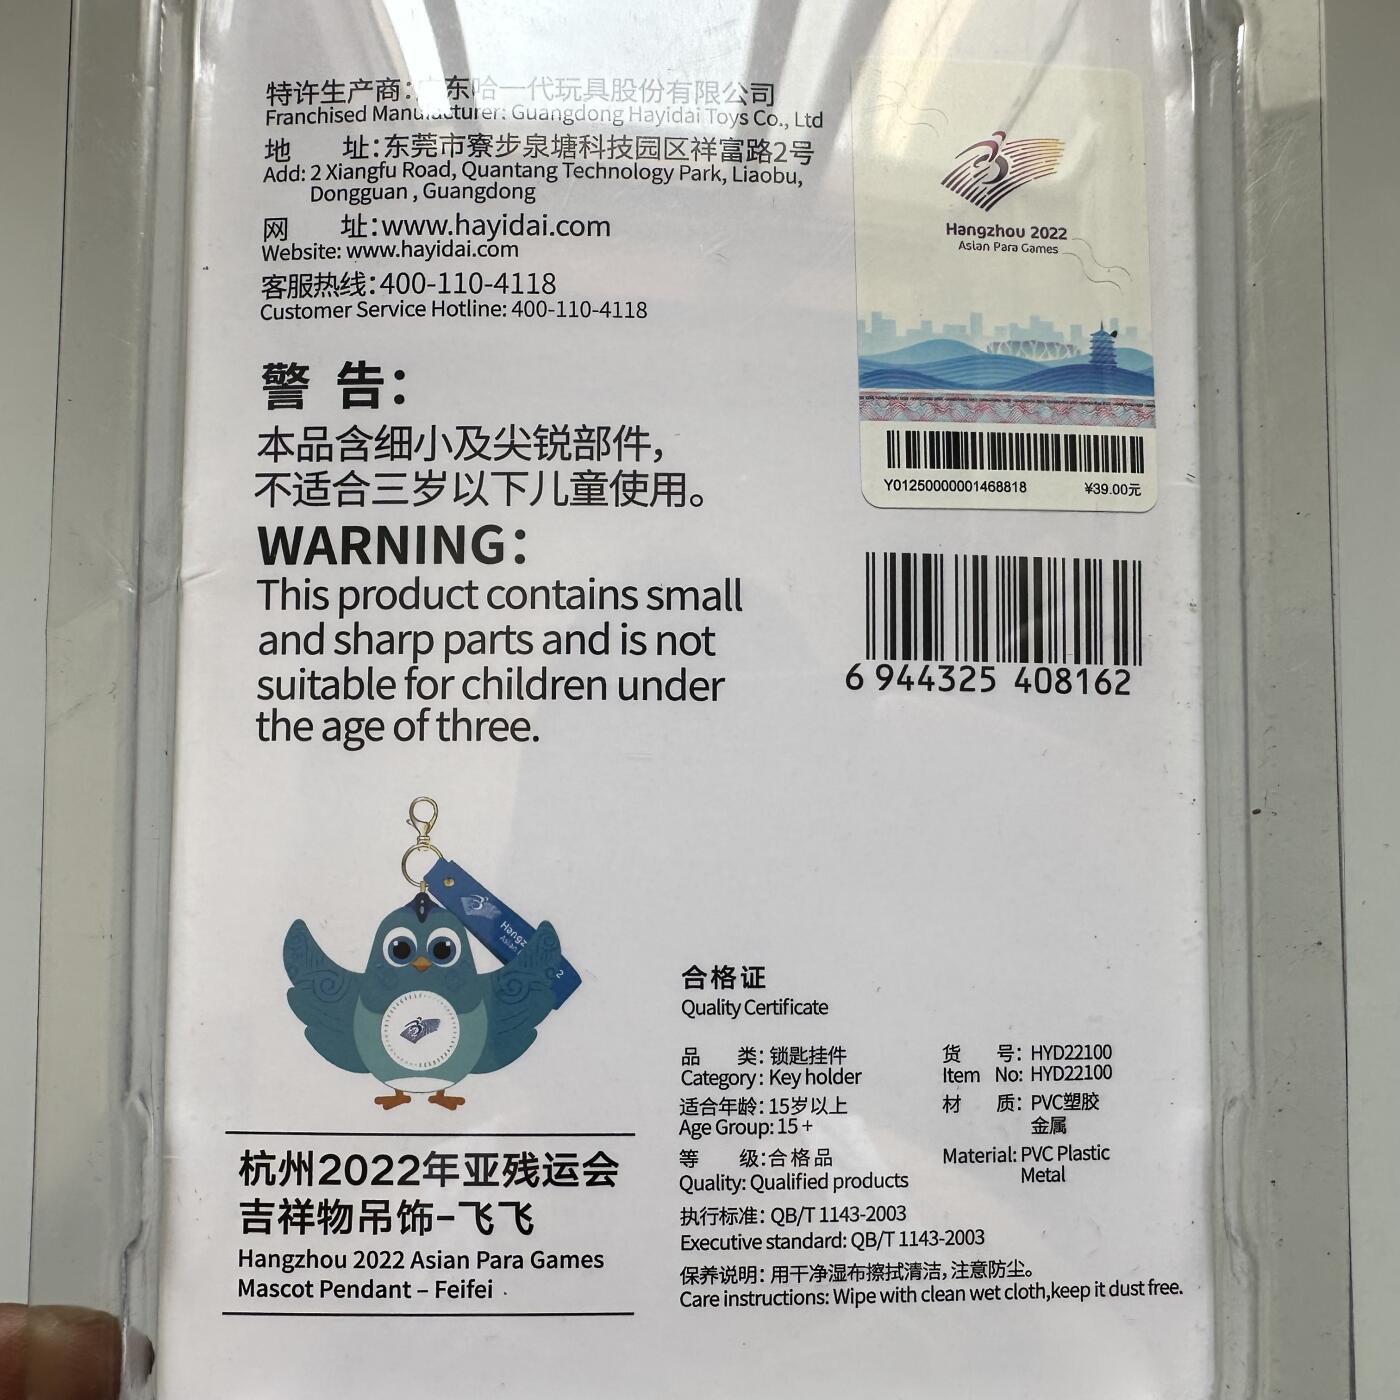 特许生产商：广东哈一代玩具股份有限公司
Franchised Manufacturer: Guangdong Hayidai Toys Co., Ltd
地 址：东莞市寮步泉塘科技园区祥富路2号
Add: 2 Xiangfu Road, Quantang Technology Park, Liaobu,
Dongguan , Guangdong
网 址：www.hayidai.com
Website: www.hayidai.com
客服热线：400-110-4118
Customer Service Hotline: 400-110-4118
警 告：
本品含细小及尖锐部件，
不适合三岁以下儿童使用。
WARNING：
This product contains small
and sharp parts and is not
suitable for children under
the age of three.
Hangzhou 2022
Asian Para Games
Y01250000001468818 ¥39.00元
6 944325 408162
Hangz
Asian
2
杭州2022年亚残运会
吉祥物吊饰-飞飞
Hangzhou 2022 Asian Para Games
Mascot Pendant – Feifei
合格证
Quality Certificate
品 类：锁匙挂件
Category: Key holder
适合年龄：15岁以上
Age Group: 15 +
等 级：合格品
Quality: Qualified products
货 号：HYD22100
Item No: HYD22100
材 质：PVC塑胶
金属
Material: PVC Plastic
Metal
执行标准：QB/T 1143-2003
Executive standard: QB/T 1143-2003
保养说明：用干净湿布擦拭清洁，注意防尘。
Care instructions: Wipe with clean wet cloth,keep it dust free.